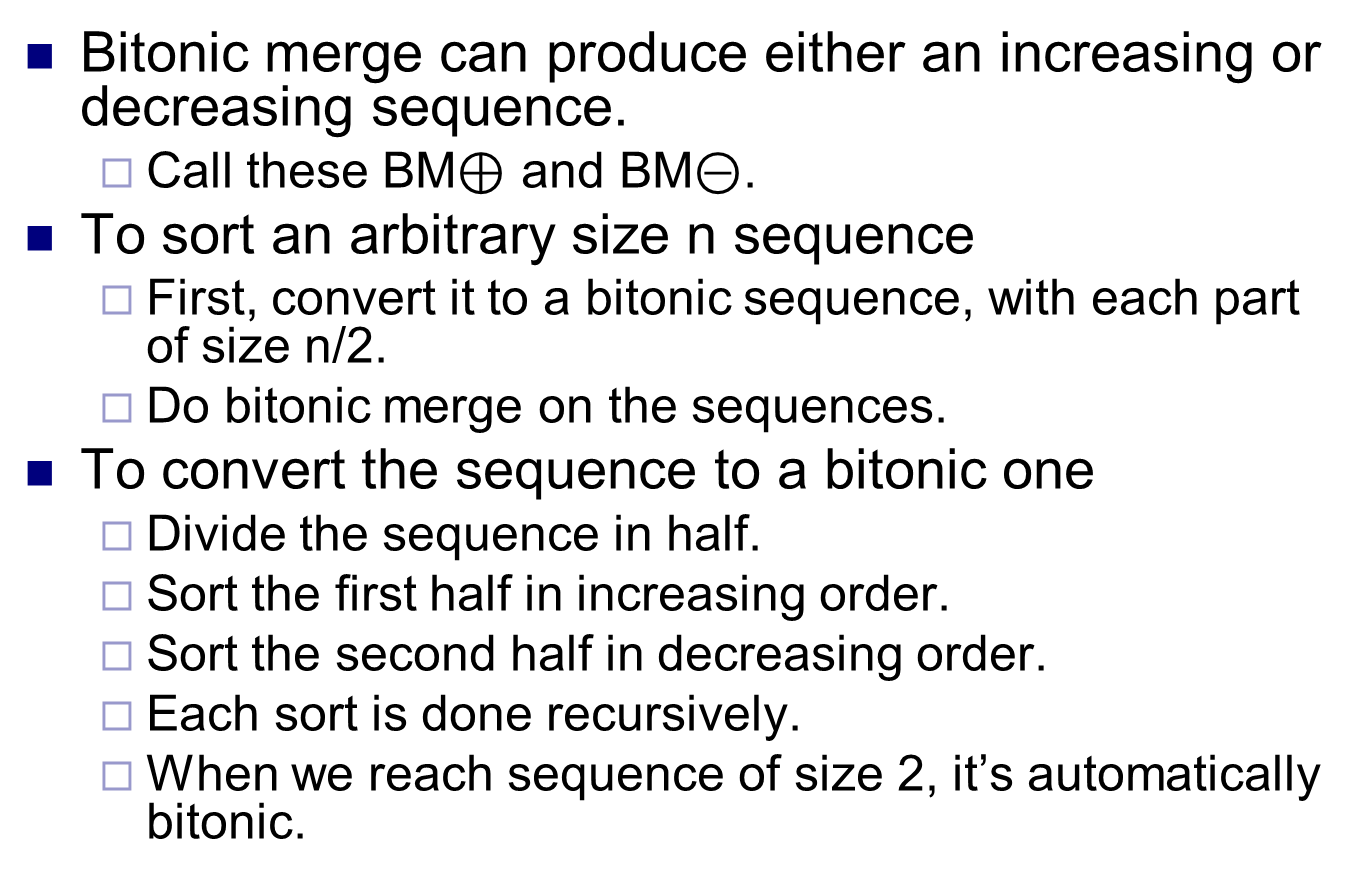 Bitonic merge can produce either an increasing or
decreasing sequence.
Call these BM⊕ and BM⊖.
To sort an arbitrary size n sequence
First, convert it to a bitonic sequence, with each part
of size n/2.
Do bitonic merge on the sequences.
To convert the sequence to a bitonic one
Divide the sequence in half.
Sort the first half in increasing order.
Sort the second half in decreasing order.
Each sort is done recursively.
When we reach sequence of size 2, it’s automatically
bitonic.